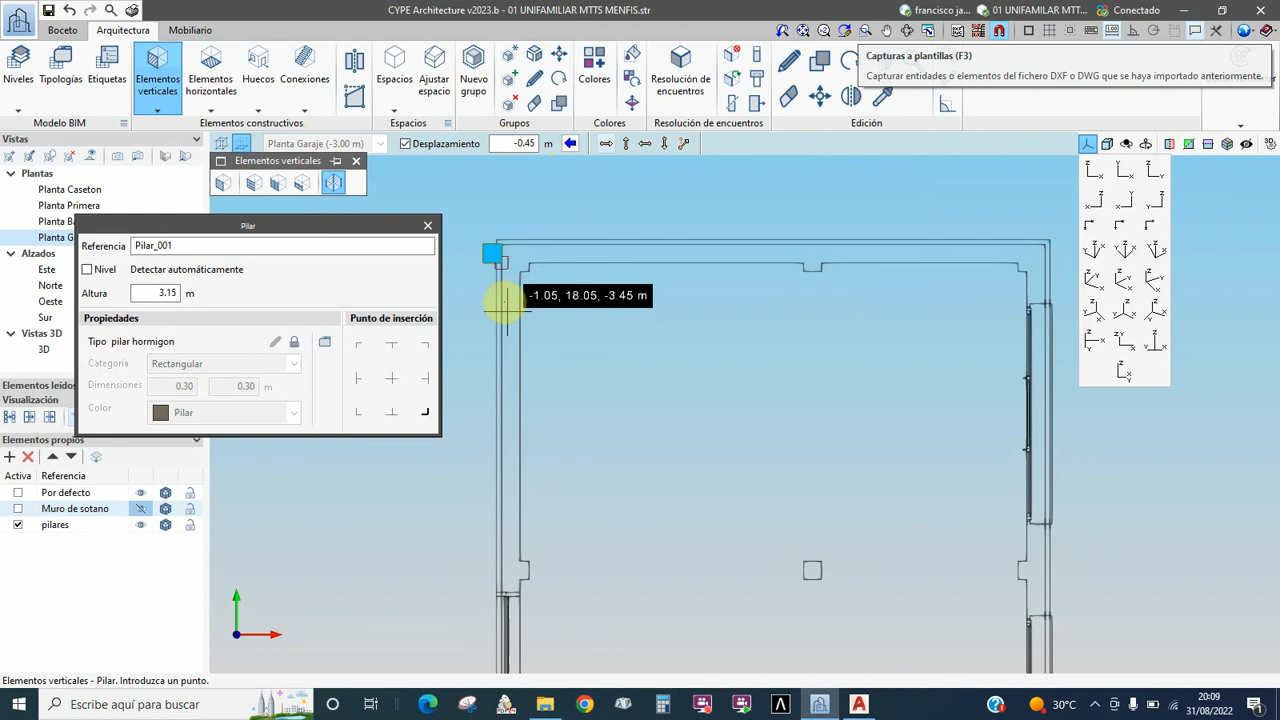 CYPE Architecture v2023.b - 01 UNIFAMILAR MTTS MENFIS.str
francisco ja...
01 UNIFAMILAR MTT...
Conectado
Boceto
Arquitectura
Mobiliario
Capturas a plantillas (F3)
Capturar entidades o elementos del fichero DXF o DWG que se haya importado anteriormente.
Niveles
Tipologías
Etiquetas
Elementos verticales
Elementos horizontales
Huecos
Conexiones
Espacios
Ajustar espacio
Nuevo grupo
Colores
Resolución de encuentros
Modelo BIM
Elementos constructivos
Espacios
Grupos
Colores
Resolución de encuentros
Edición
Vistas
Planta Garaje (-3.00 m)
Desplazamiento
-0.45
m
Elementos verticales
Plantas
Planta Caseton
Planta Primera
Planta Ba
Planta G
Alzados
Este
Norte
Oeste
Sur
Vistas 3D
3D
Elementos leídos
Visualización
Elementos propios
Activa
Referencia
Por defecto
Muro de sotano
pilares
Pilar
Referencia
Pilar_001
Nivel
Detectar automáticamente
Altura
3.15
m
Propiedades
Punto de inserción
Tipo pilar hormigon
Categoría
Rectangular
Dimensiones
0.30
0.30
m
Color
Pilar
-1.05, 18.05, -3.45 m
Elementos verticales - Pilar. Introduzca un punto.
Escribe aquí para buscar
30°C
20:09
31/08/2022